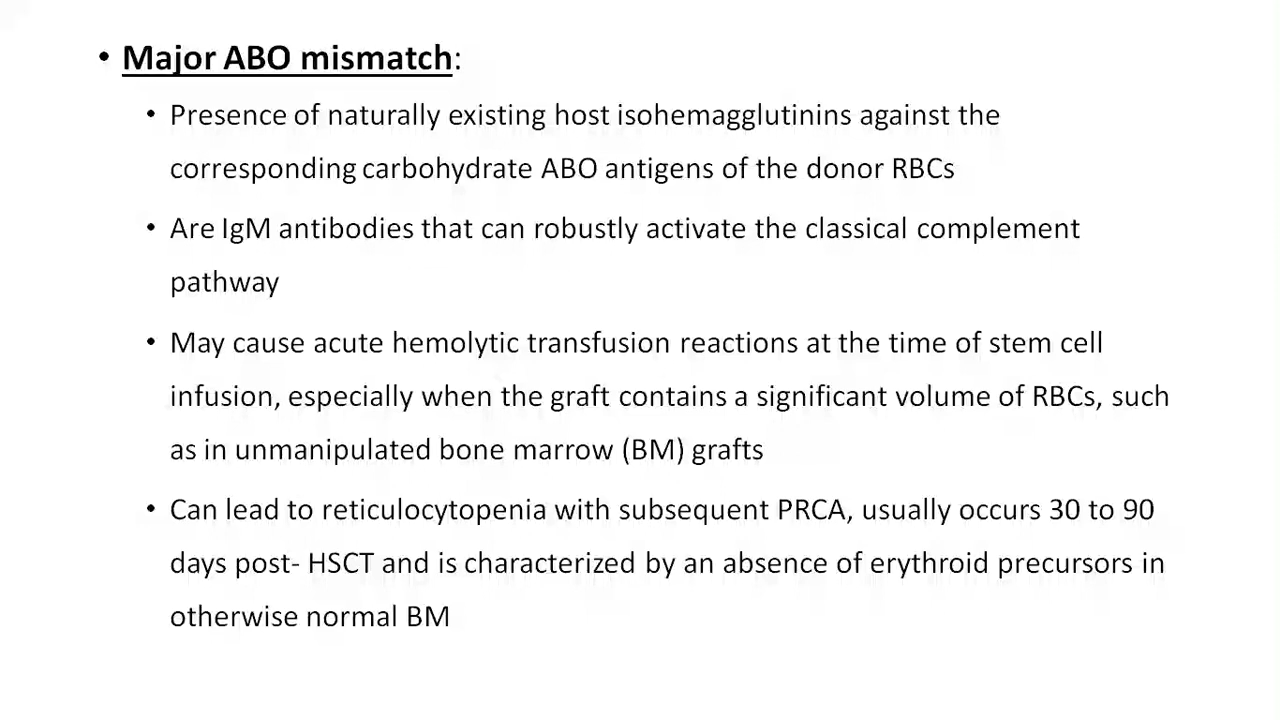 • Major ABO mismatch:
• Presence of naturally existing host isohemagglutinins against the
corresponding carbohydrate ABO antigens of the donor RBCs
• Are IgM antibodies that can robustly activate the classical complement
pathway
• May cause acute hemolytic transfusion reactions at the time of stem cell
infusion, especially when the graft contains a significant volume of RBCs, such
as in unmanipulated bone marrow (BM) grafts
• Can lead to reticulocytopenia with subsequent PRCA, usually occurs 30 to 90
days post- HSCT and is characterized by an absence of erythroid precursors in
otherwise normal BM